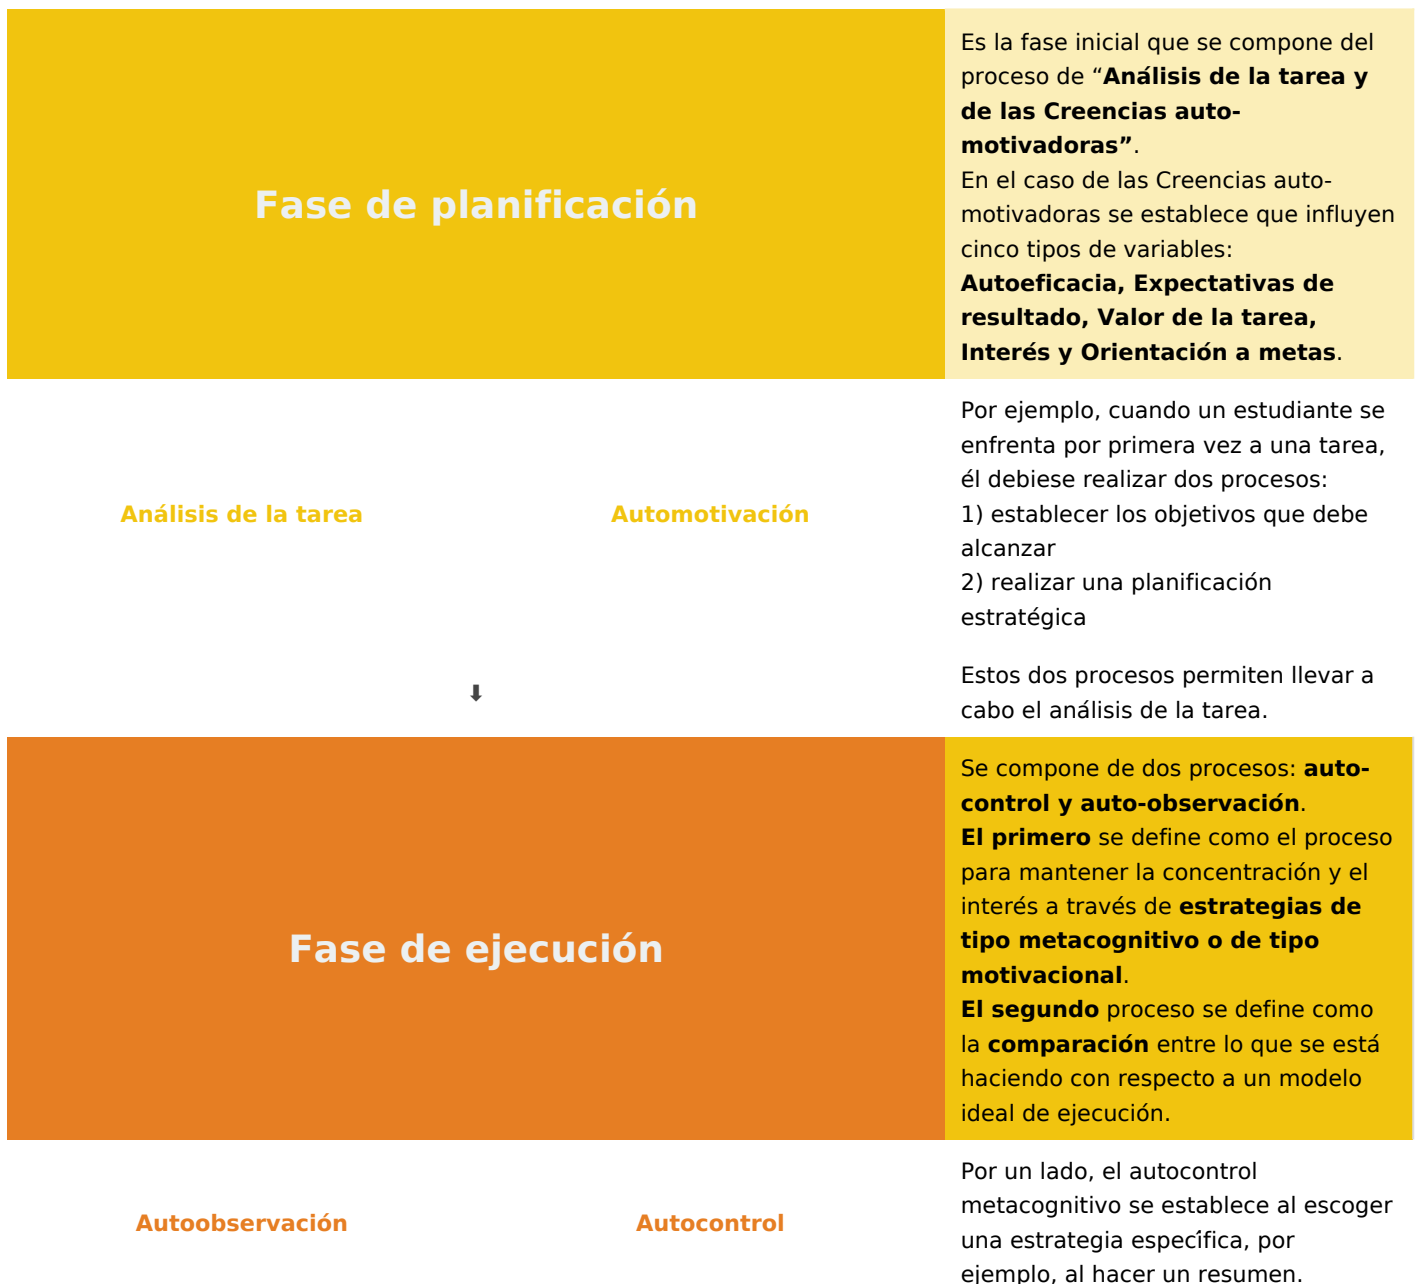 Fase de planificación
Es la fase inicial que se compone del
proceso de “Análisis de la tarea y
de las Creencias auto-
motivadoras”.
En el caso de las Creencias auto-
motivadoras se establece que influyen
cinco tipos de variables:
Autoeficacia, Expectativas de
resultado, Valor de la tarea,
Interés y Orientación a metas.
Análisis de la tarea
Automotivación
Por ejemplo, cuando un estudiante se
enfrenta por primera vez a una tarea,
él debiese realizar dos procesos:
1) establecer los objetivos que debe
alcanzar
2) realizar una planificación
estratégica
⬇
Estos dos procesos permiten llevar a
cabo el análisis de la tarea.
Fase de ejecución
Se compone de dos procesos: auto-
control y auto-observación.
El primero se define como el proceso
para mantener la concentración y el
interés a través de estrategias de
tipo metacognitivo o de tipo
motivacional.
El segundo proceso se define como
la comparación entre lo que se está
haciendo con respecto a un modelo
ideal de ejecución.
Autoobservación
Autocontrol
Por un lado, el autocontrol
metacognitivo se establece al escoger
una estrategia específica, por
ejemplo, al hacer un resumen.